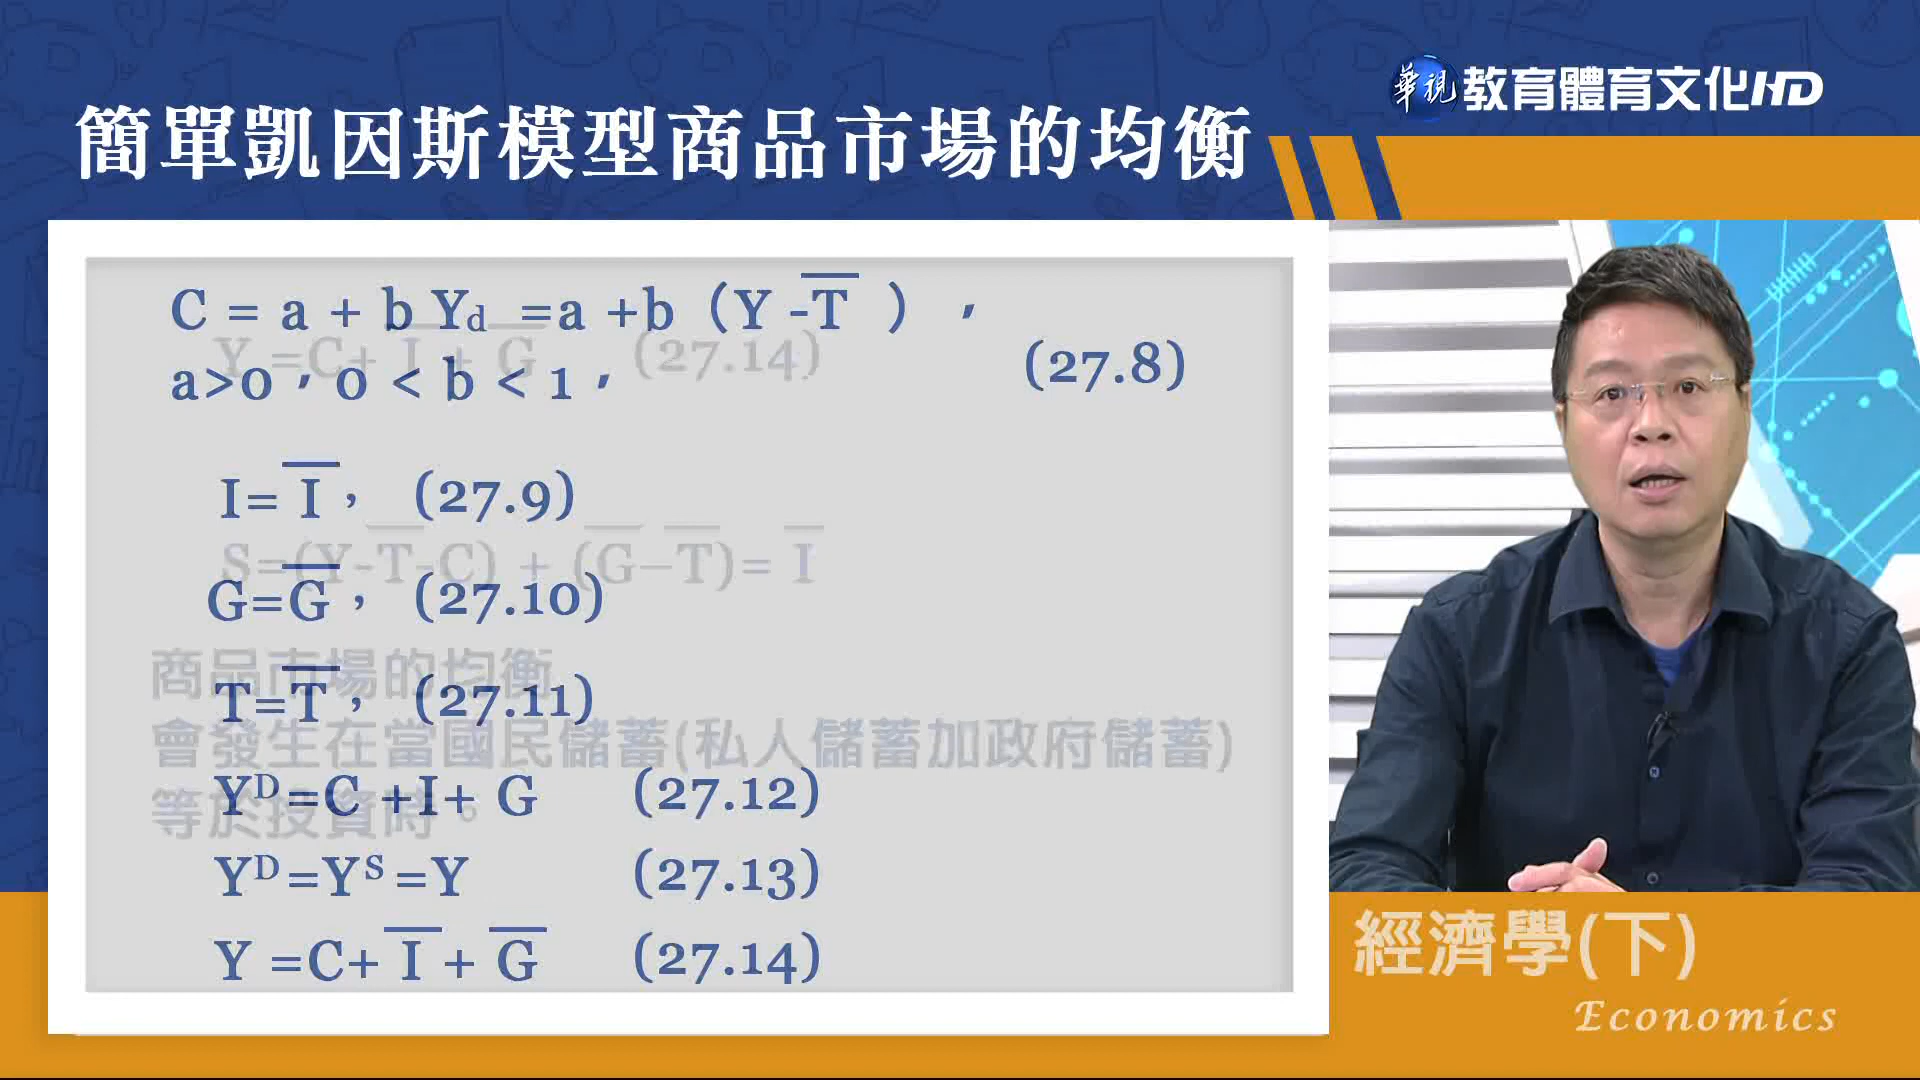 華視 教育體育文化HD
簡單凱因斯模型商品市場的均衡
C = a + b Yd =a +b（Y -T̅ ），
a>0，0 < b < 1， (27.8)
Y =C+ I̅ + G̅ (27.14)
I= I̅， (27.9)
S=(Y-T̅-C) + (G̅–T̅)= I̅
G=G̅， (27.10)
商品市場的均衡
T=T̅， (27.11)
會發生在當國民儲蓄(私人儲蓄加政府儲蓄)
等於投資時。
Yᴰ=C +I+ G (27.12)
Yᴰ=Yˢ=Y (27.13)
Y =C+ I̅ + G̅ (27.14)
經濟學(下)
Economics